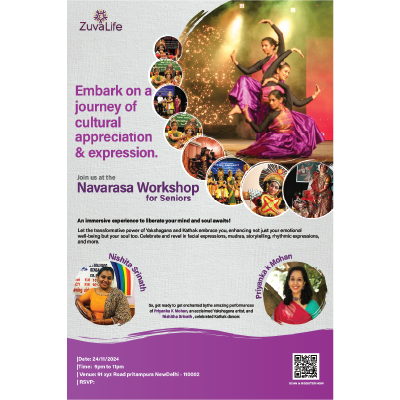 ZuvaLife
Embark on a
journey of
cultural
appreciation
& expression.
Join us at the
Navarasa Workshop
for Seniors
An immersive experience to liberate your mind and soul awaits!
Let the transformative power of Yakshagana and Kathak embrace you, enhancing not just your emotional
well-being but your soul too. Celebrate and revel in facial expressions, mudras, storytelling, rhythmic expressions,
and more.
Nishita Srinath
Priyanka K Mohan
So, get ready to get enchanted by the amazing performances
of Priyanka K Mohan, an acclaimed Yakshagana artist, and
Nishitha Srinath, celebrated Kathak dancer.
|Date: 24/11/2024
|Time: 5pm to 11pm
| Venue: 91 xyz Road pritampura NewDelhi - 110002
| RSVP:
SCAN & REGISTER NOW